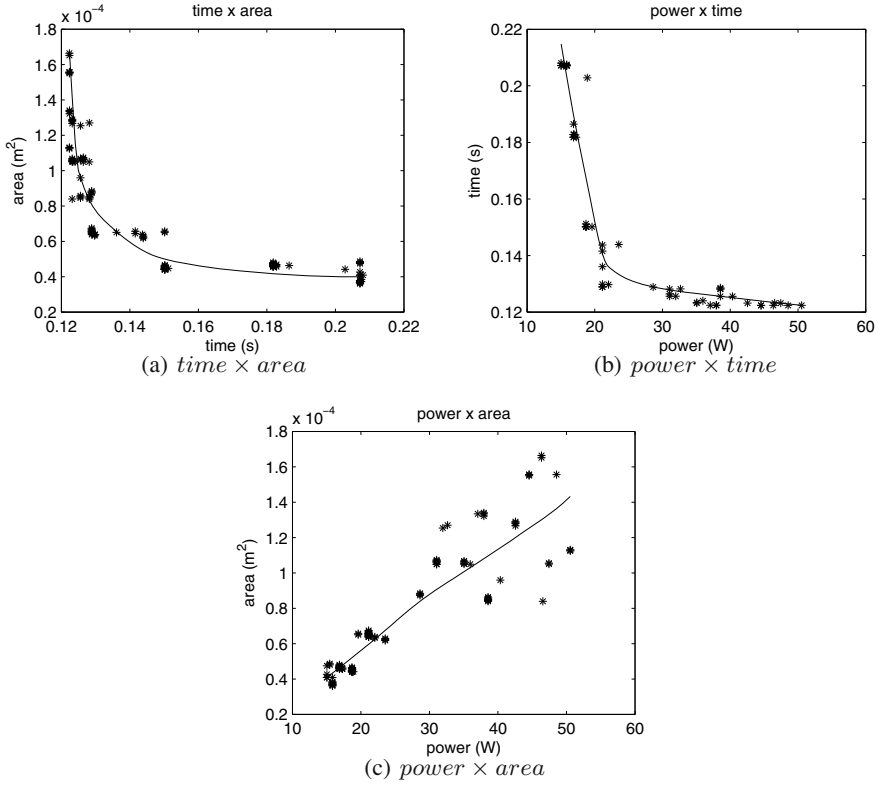 time x area
x 10⁻⁴
1.8
1.6
1.4
1.2
1
0.8
0.6
0.4
0.2
area (m²)
0.12 0.14 0.16 0.18 0.2 0.22
time (s)
(a) time × area
power x time
0.22
0.2
0.18
0.16
0.14
0.12
time (s)
10 20 30 40 50 60
power (W)
(b) power × time
power x area
x 10⁻⁴
1.8
1.6
1.4
1.2
1
0.8
0.6
0.4
0.2
area (m²)
10 20 30 40 50 60
power (W)
(c) power × area